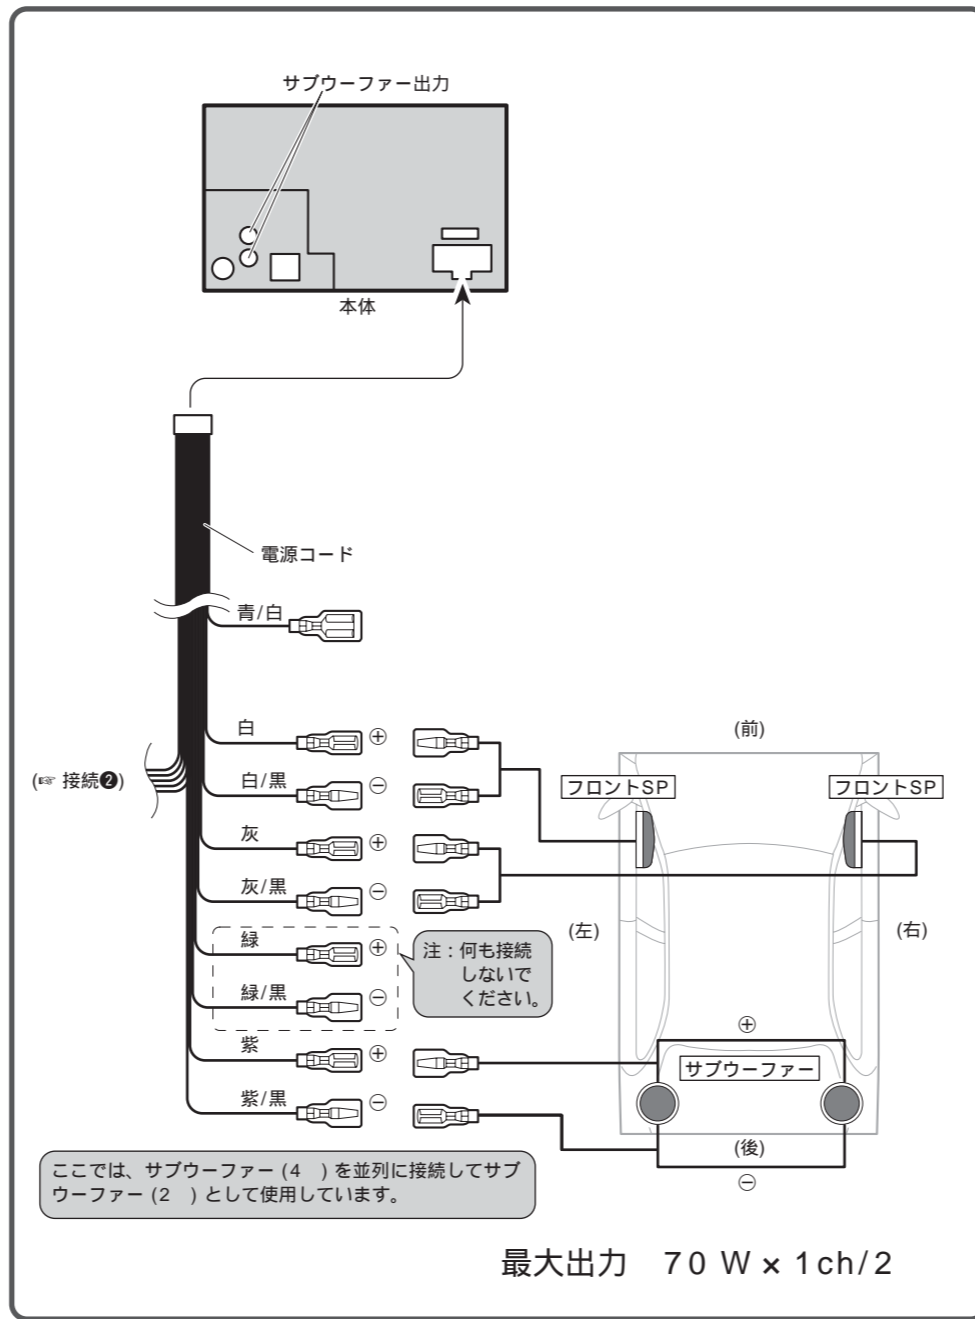 サブウーファー出力
本体
電源コード
青/白
白 ⊕
白/黒 ⊖
灰 ⊕
灰/黒 ⊖
緑 ⊕
緑/黒 ⊖
紫 ⊕
紫/黒 ⊖
(☞ 接続❷)
注：何も接続
しないで
ください。
(前)
フロントSP
フロントSP
(左)
(右)
⊕
サブウーファー
(後)
⊖
ここでは、サブウーファー (4　) を並列に接続してサブ
ウーファー (2　) として使用しています。
最大出力　70 W × 1ch/2